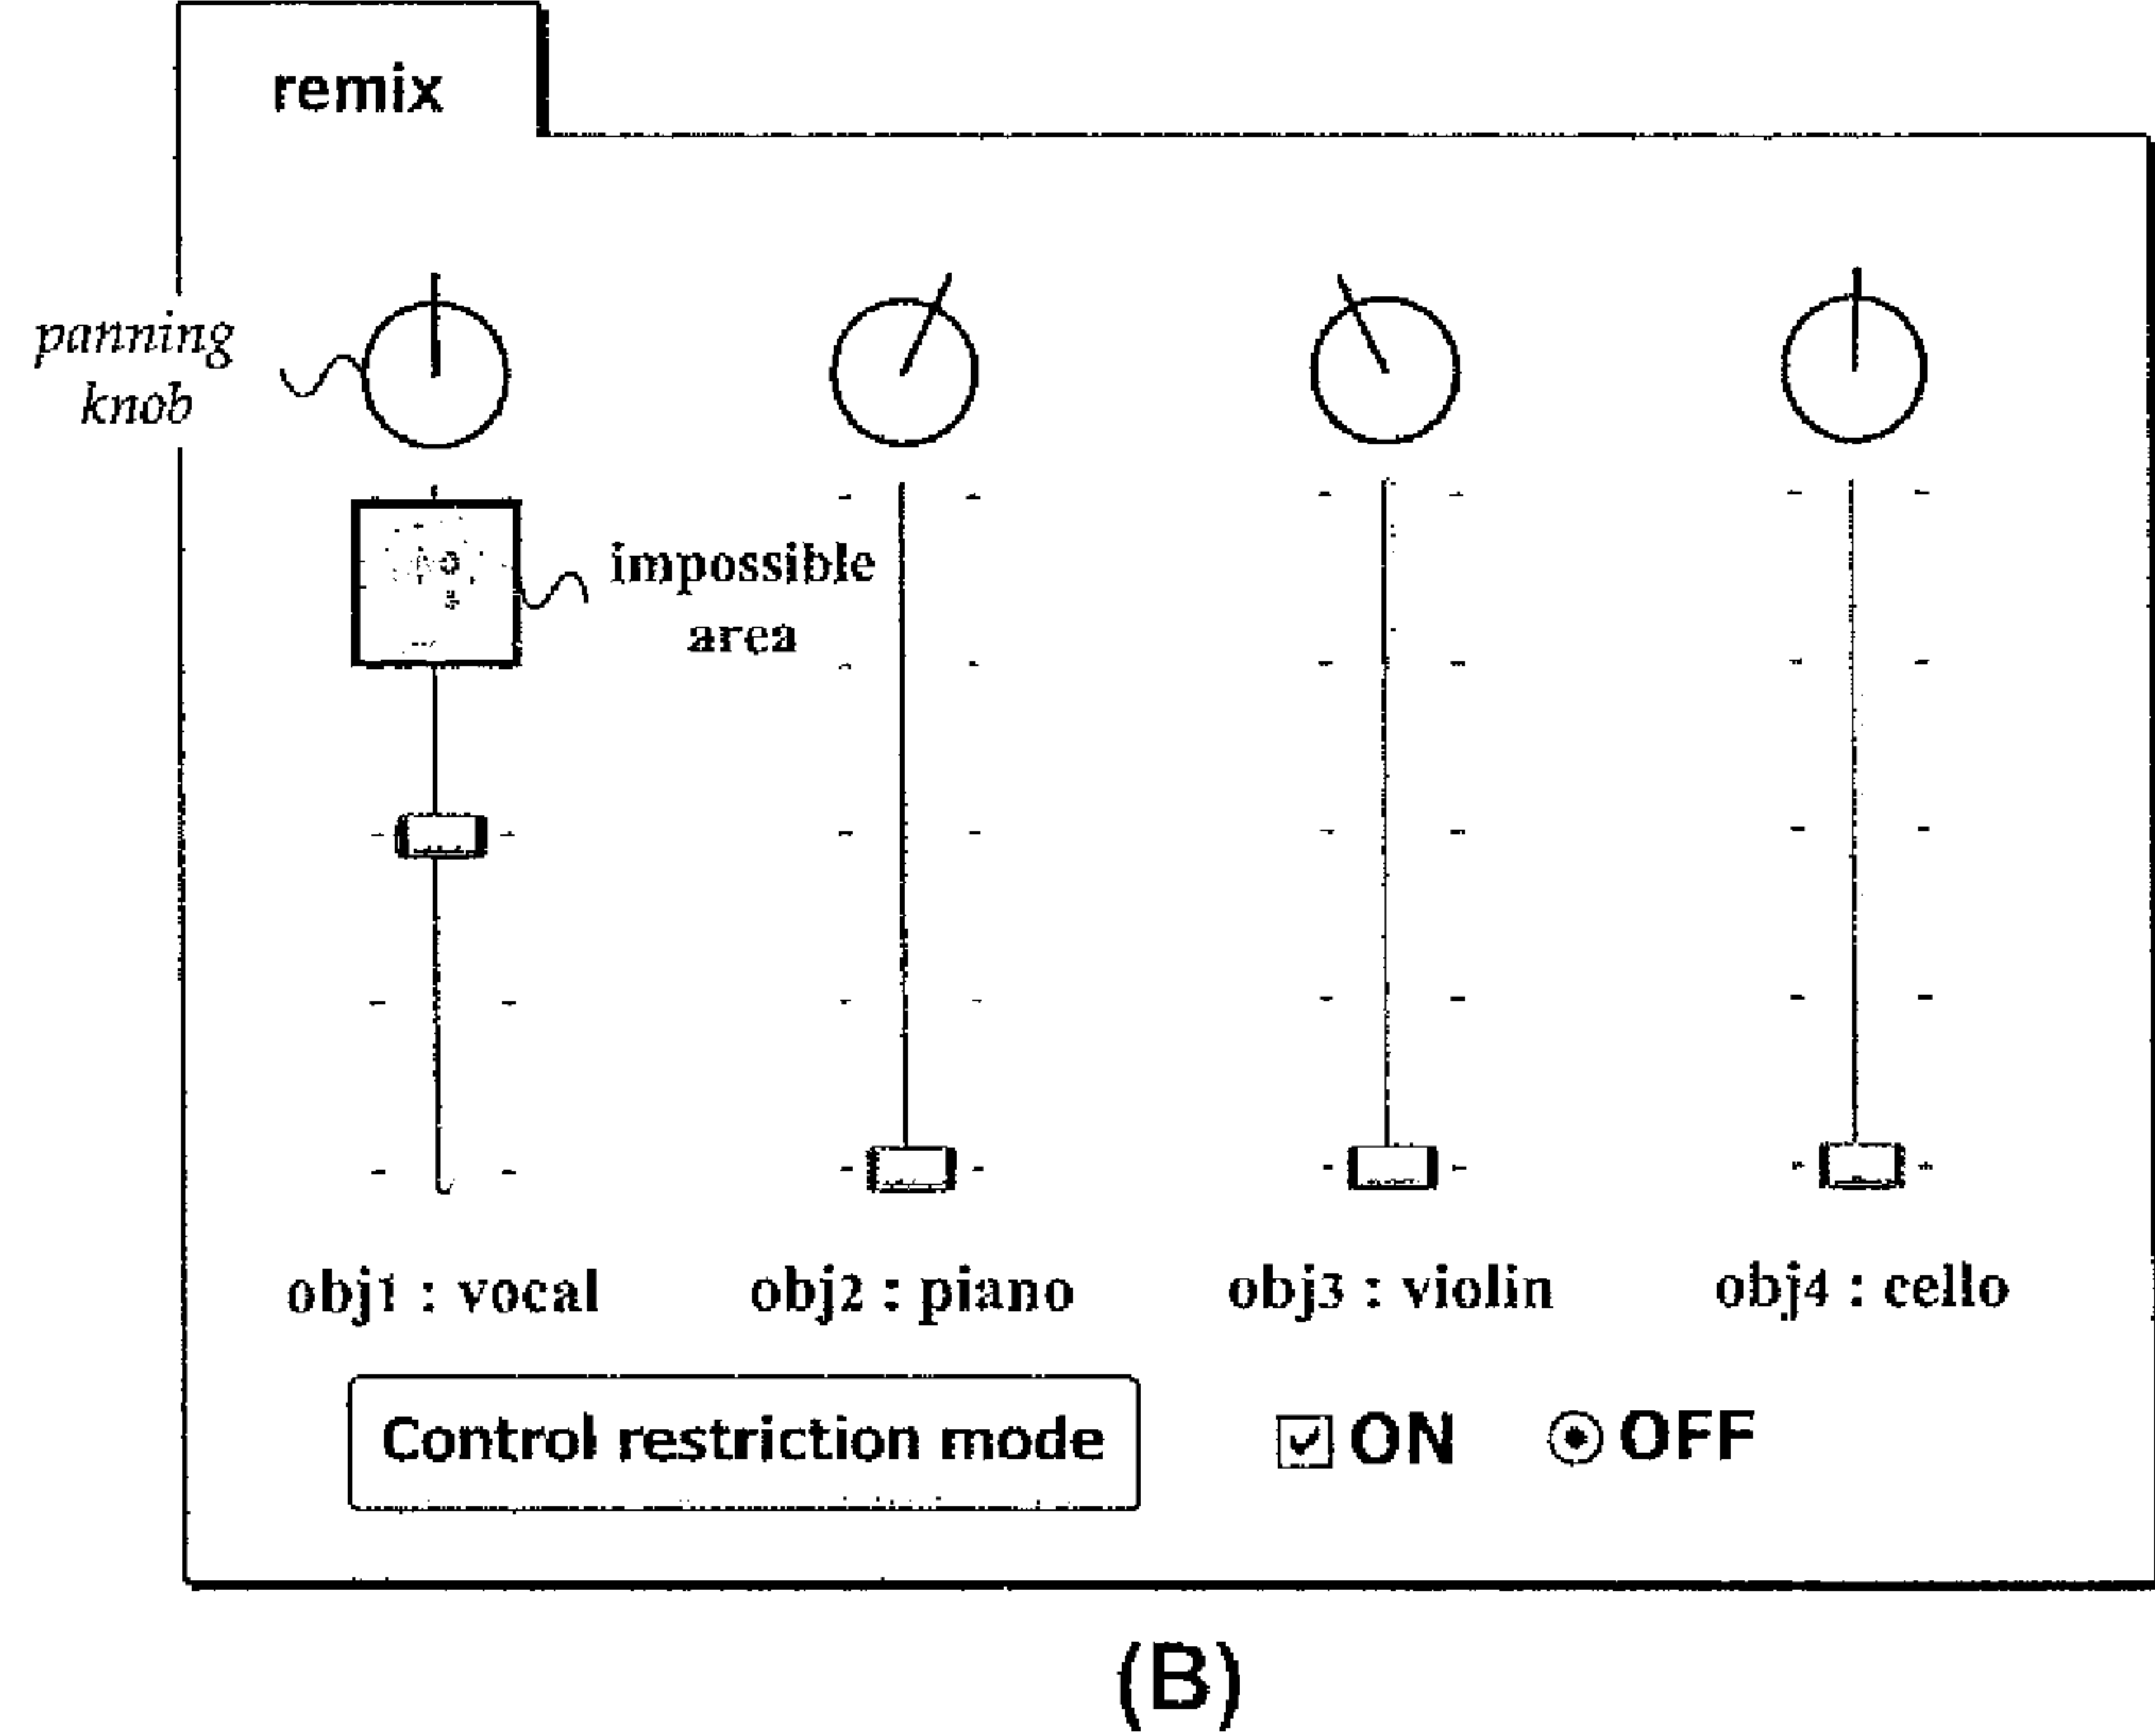 remix
panning
knob
impossible
area
obj1 : vocal
obj2 : piano
obj3 : violin
obj4 : cello
Control restriction mode
ON
OFF
(B)